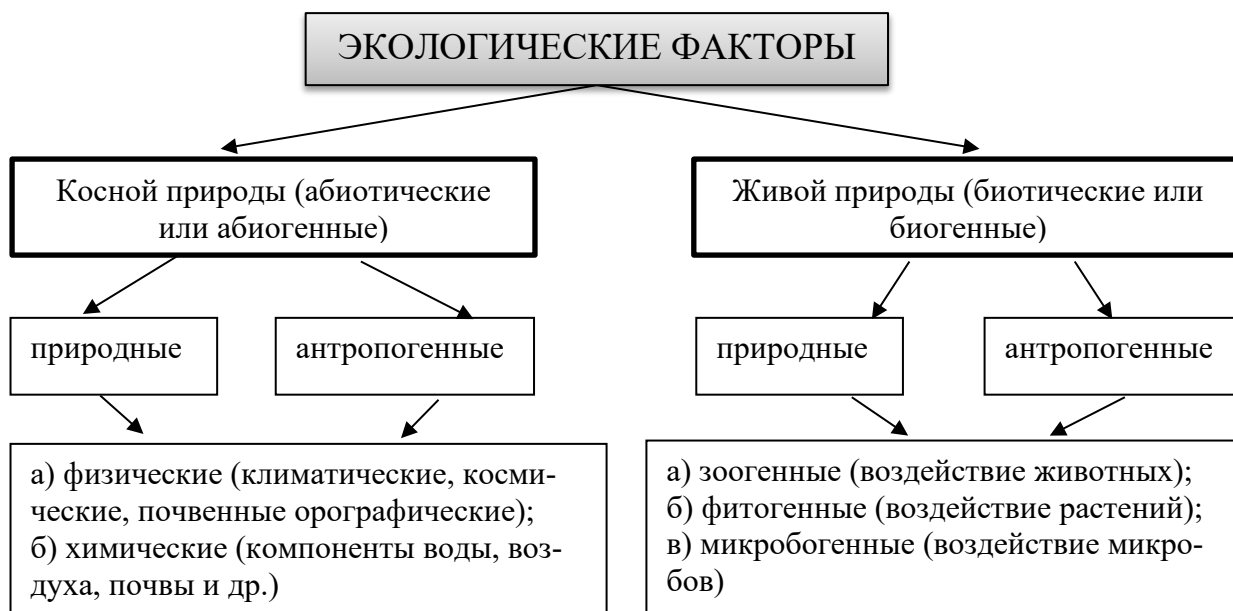 ЭКОЛОГИЧЕСКИЕ ФАКТОРЫ
Косной природы (абиотические
или абиогенные)
Живой природы (биотические или
биогенные)
природные
антропогенные
природные
антропогенные
а) физические (климатические, косми-
ческие, почвенные орографические);
б) химические (компоненты воды, воз-
духа, почвы и др.)
а) зоогенные (воздействие животных);
б) фитогенные (воздействие растений);
в) микробогенные (воздействие микро-
бов)